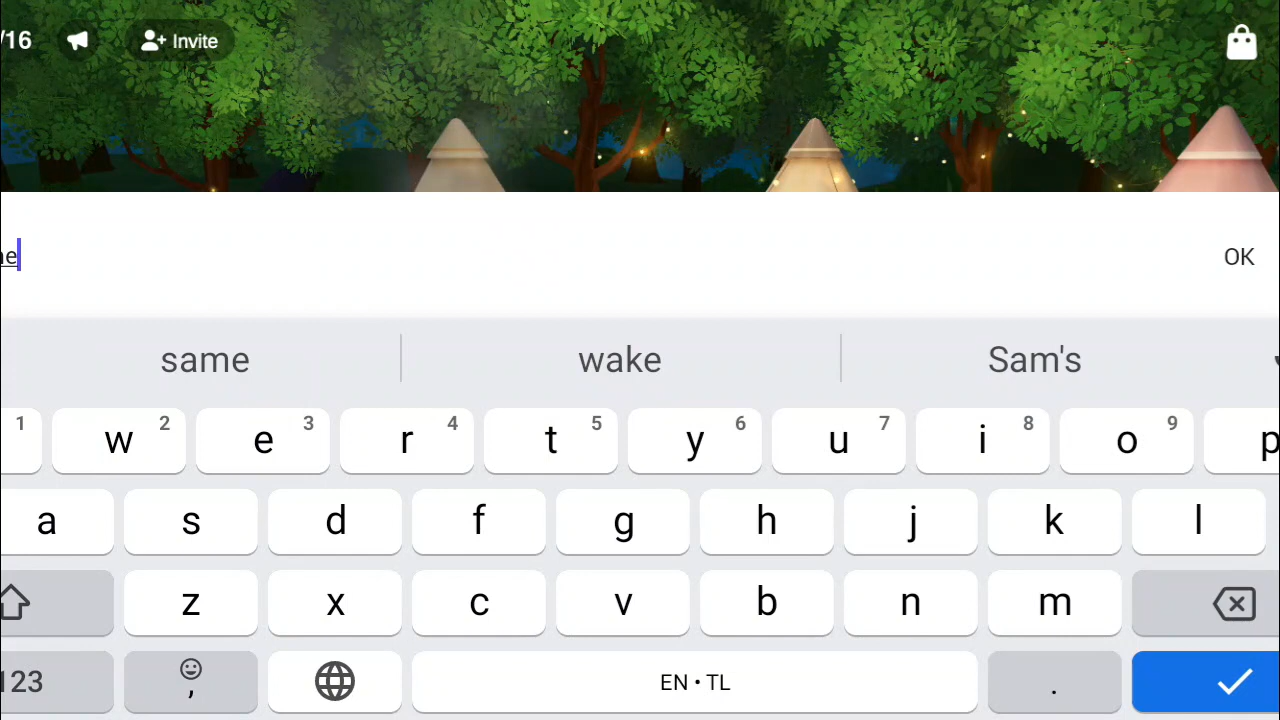 /16 Invite
OK
same wake Sam's
1 w 2 e 3 r 4 t 5 y 6 u 7 i 8 o 9 p
a s d f g h j k l
z x c v b n m
123 , EN • TL .